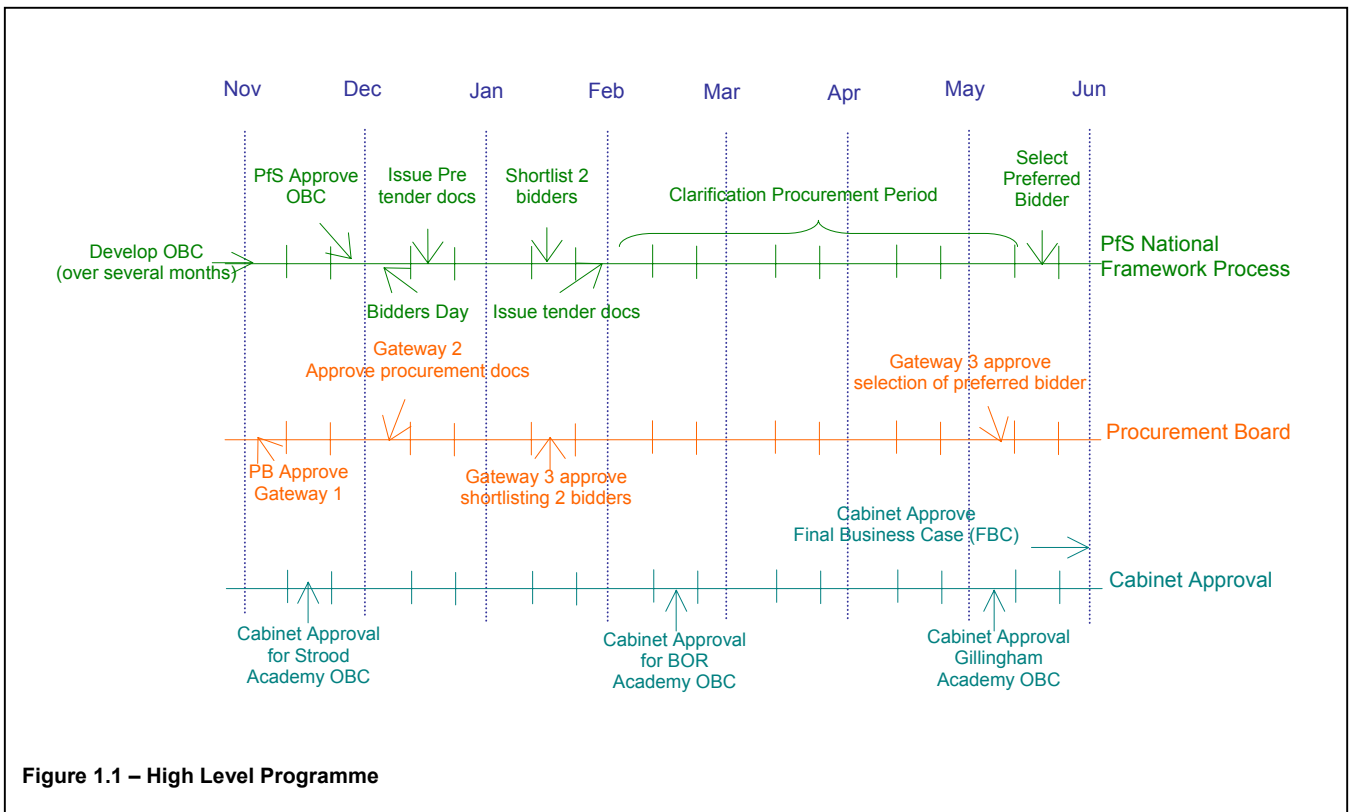 Nov Dec Jan Feb Mar Apr May Jun
PfS Approve
OBC
Issue Pre
tender docs
Shortlist 2
bidders
Clarification Procurement Period
Select
Preferred
Bidder
Develop OBC
(over several months)
PfS National
Framework Process
Bidders Day
Issue tender docs
Gateway 2
Approve procurement docs
Gateway 3 approve
selection of preferred bidder
Procurement Board
PB Approve
Gateway 1
Gateway 3 approve
shortlisting 2 bidders
Cabinet Approve
Final Business Case (FBC)
Cabinet Approval
Cabinet Approval
for Strood
Academy OBC
Cabinet Approval
for BOR
Academy OBC
Cabinet Approval
Gillingham
Academy OBC
Figure 1.1 – High Level Programme